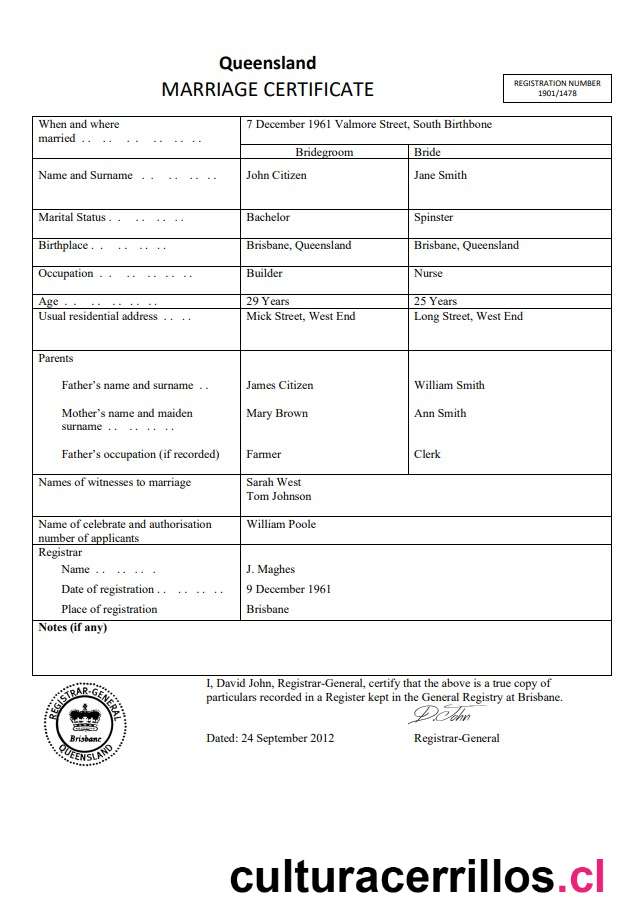 Queensland
MARRIAGE CERTIFICATE
REGISTRATION NUMBER
1901/1478
When and where
married . . . . . . . . . . . .
7 December 1961 Valmore Street, South Birthbone
Bridegroom Bride
Name and Surname . . . . . . . . John Citizen Jane Smith
Marital Status . . . . . . . . Bachelor Spinster
Birthplace . . . . . . . . Brisbane, Queensland Brisbane, Queensland
Occupation . . . . . . . . . . Builder Nurse
Age . . . . . . . . . . 29 Years 25 Years
Usual residential address . . . . Mick Street, West End Long Street, West End
Parents
Father's name and surname . . James Citizen William Smith
Mother's name and maiden Mary Brown Ann Smith
surname . . . . . . . .
Father's occupation (if recorded) Farmer Clerk
Names of witnesses to marriage Sarah West
Tom Johnson
Name of celebrate and authorisation William Poole
number of applicants
Registrar
Name . . . . . . . J. Maghes
Date of registration . . . . . . . . 9 December 1961
Place of registration Brisbane
Notes (if any)
I, David John, Registrar-General, certify that the above is a true copy of
particulars recorded in a Register kept in the General Registry at Brisbane.
D. John
Dated: 24 September 2012 Registrar-General
REGISTRAR-GENERAL
Brisbane
QUEENSLAND
culturacerrillos.cl